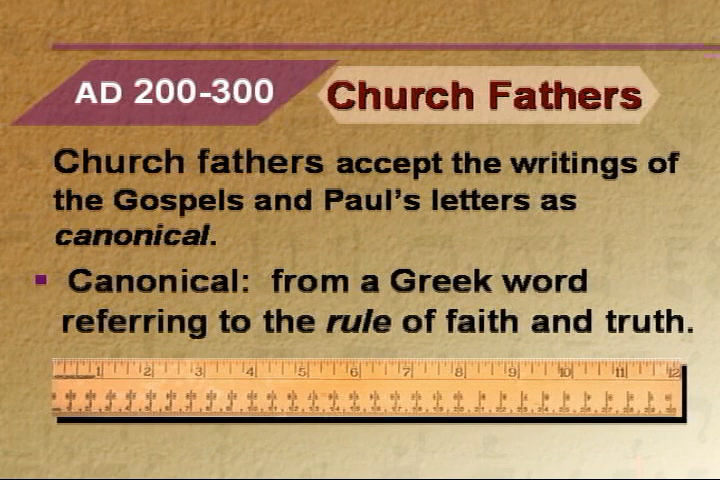 AD 200-300
Church Fathers
Church fathers accept the writings of
the Gospels and Paul's letters as
canonical.
Canonical: from a Greek word
referring to the rule of faith and truth.
1 2 3 4 5 6 7 8 9 10 11 12